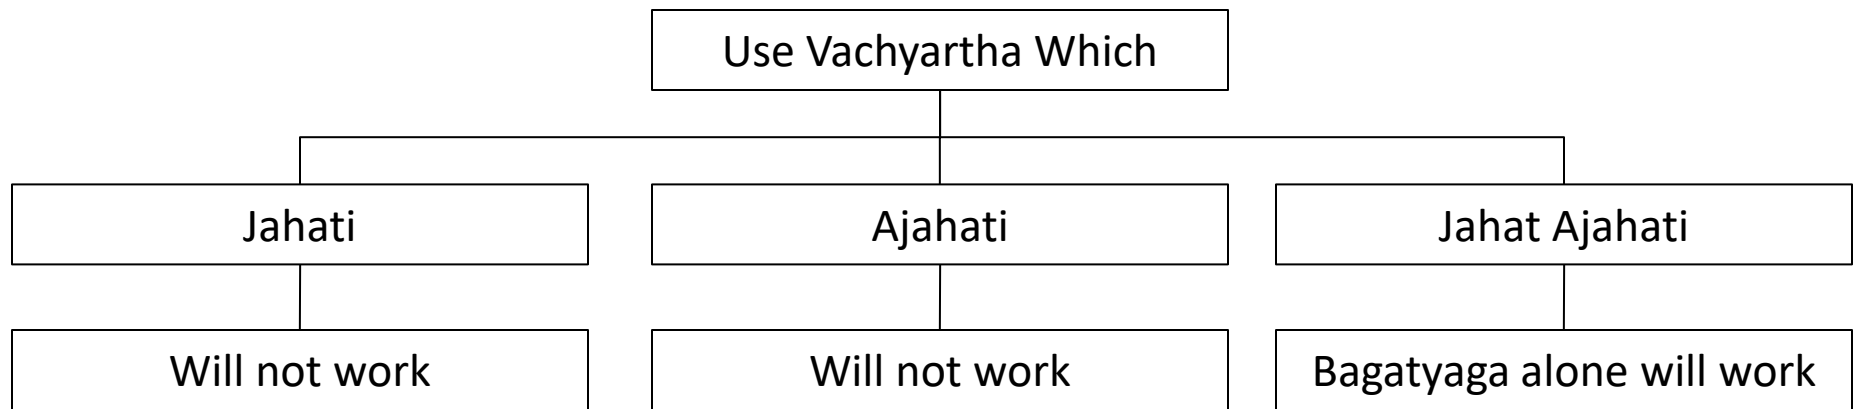 Use Vachyartha Which
Jahati
Ajahati
Jahat Ajahati
Will not work
Will not work
Bagatyaga alone will work